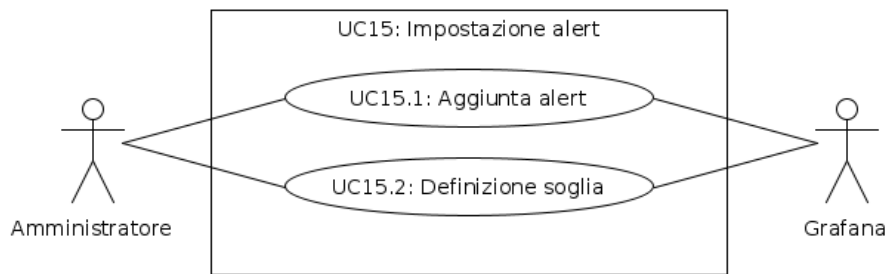 UC15: Impostazione alert
UC15.1: Aggiunta alert
UC15.2: Definizione soglia
Amministratore
Grafana